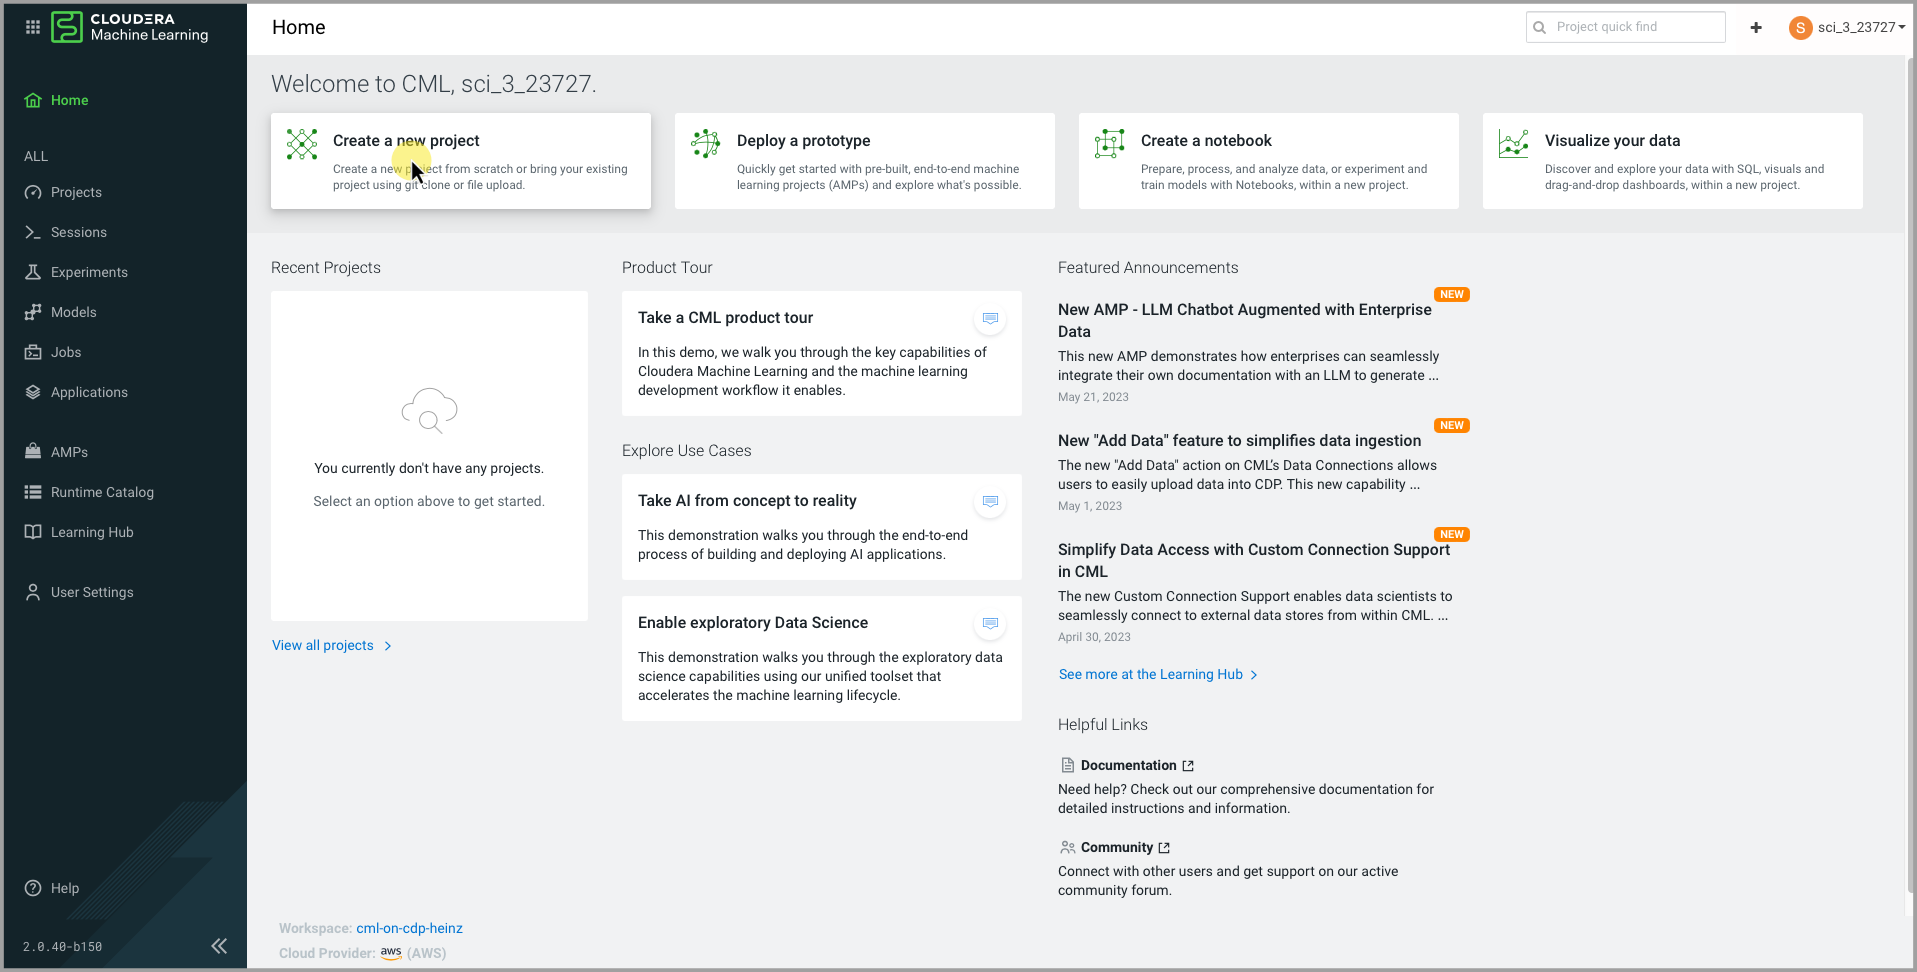 CLOUDERA
Machine Learning
Home
Project quick find
S
sci_3_23727
Home
ALL
Projects
Sessions
Experiments
Models
Jobs
Applications
AMPs
Runtime Catalog
Learning Hub
User Settings
Help
2.0.40-b150
Welcome to CML, sci_3_23727.
Create a new project
Create a new project from scratch or bring your existing
project using git clone or file upload.
Deploy a prototype
Quickly get started with pre-built, end-to-end machine
learning projects (AMPs) and explore what's possible.
Create a notebook
Prepare, process, and analyze data, or experiment and
train models with Notebooks, within a new project.
Visualize your data
Discover and explore your data with SQL, visuals and
drag-and-drop dashboards, within a new project.
Recent Projects
You currently don't have any projects.
Select an option above to get started.
View all projects
Product Tour
Take a CML product tour
In this demo, we walk you through the key capabilities of
Cloudera Machine Learning and the machine learning
development workflow it enables.
Explore Use Cases
Take AI from concept to reality
This demonstration walks you through the end-to-end
process of building and deploying AI applications.
Enable exploratory Data Science
This demonstration walks you through the exploratory data
science capabilities using our unified toolset that
accelerates the machine learning lifecycle.
Featured Announcements
NEW
New AMP - LLM Chatbot Augmented with Enterprise
Data
This new AMP demonstrates how enterprises can seamlessly
integrate their own documentation with an LLM to generate ...
May 21, 2023
NEW
New "Add Data" feature to simplifies data ingestion
The new "Add Data" action on CML's Data Connections allows
users to easily upload data into CDP. This new capability ...
May 1, 2023
NEW
Simplify Data Access with Custom Connection Support
in CML
The new Custom Connection Support enables data scientists to
seamlessly connect to external data stores from within CML. ...
April 30, 2023
See more at the Learning Hub
Helpful Links
Documentation
Need help? Check out our comprehensive documentation for
detailed instructions and information.
Community
Connect with other users and get support on our active
community forum.
Workspace: cml-on-cdp-heinz
Cloud Provider: aws (AWS)